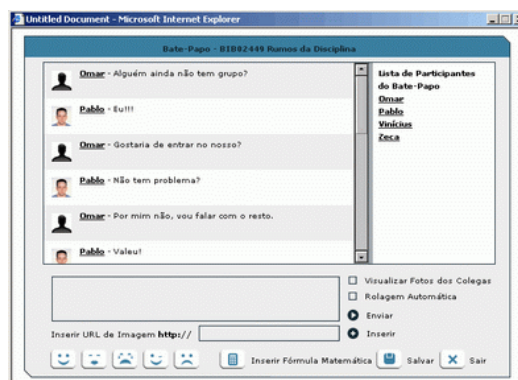 Untitled Document - Microsoft Internet Explorer
Bate-Papo - BIB02449 Rumos da Disciplina
Omar - Alguém ainda não tem grupo?
Pablo - Eu!!!
Omar - Gostaria de entrar no nosso?
Pablo - Não tem problema?
Omar - Por mim não, vou falar com o resto.
Pablo - Valeu!
Lista de Participantes
do Bate-Papo
Omar
Pablo
Vinícius
Zeca
Visualizar Fotos dos Colegas
Rolagem Automática
Enviar
Inserir URL de Imagem http://
Inserir
Inserir Fórmula Matemática
Salvar
Sair